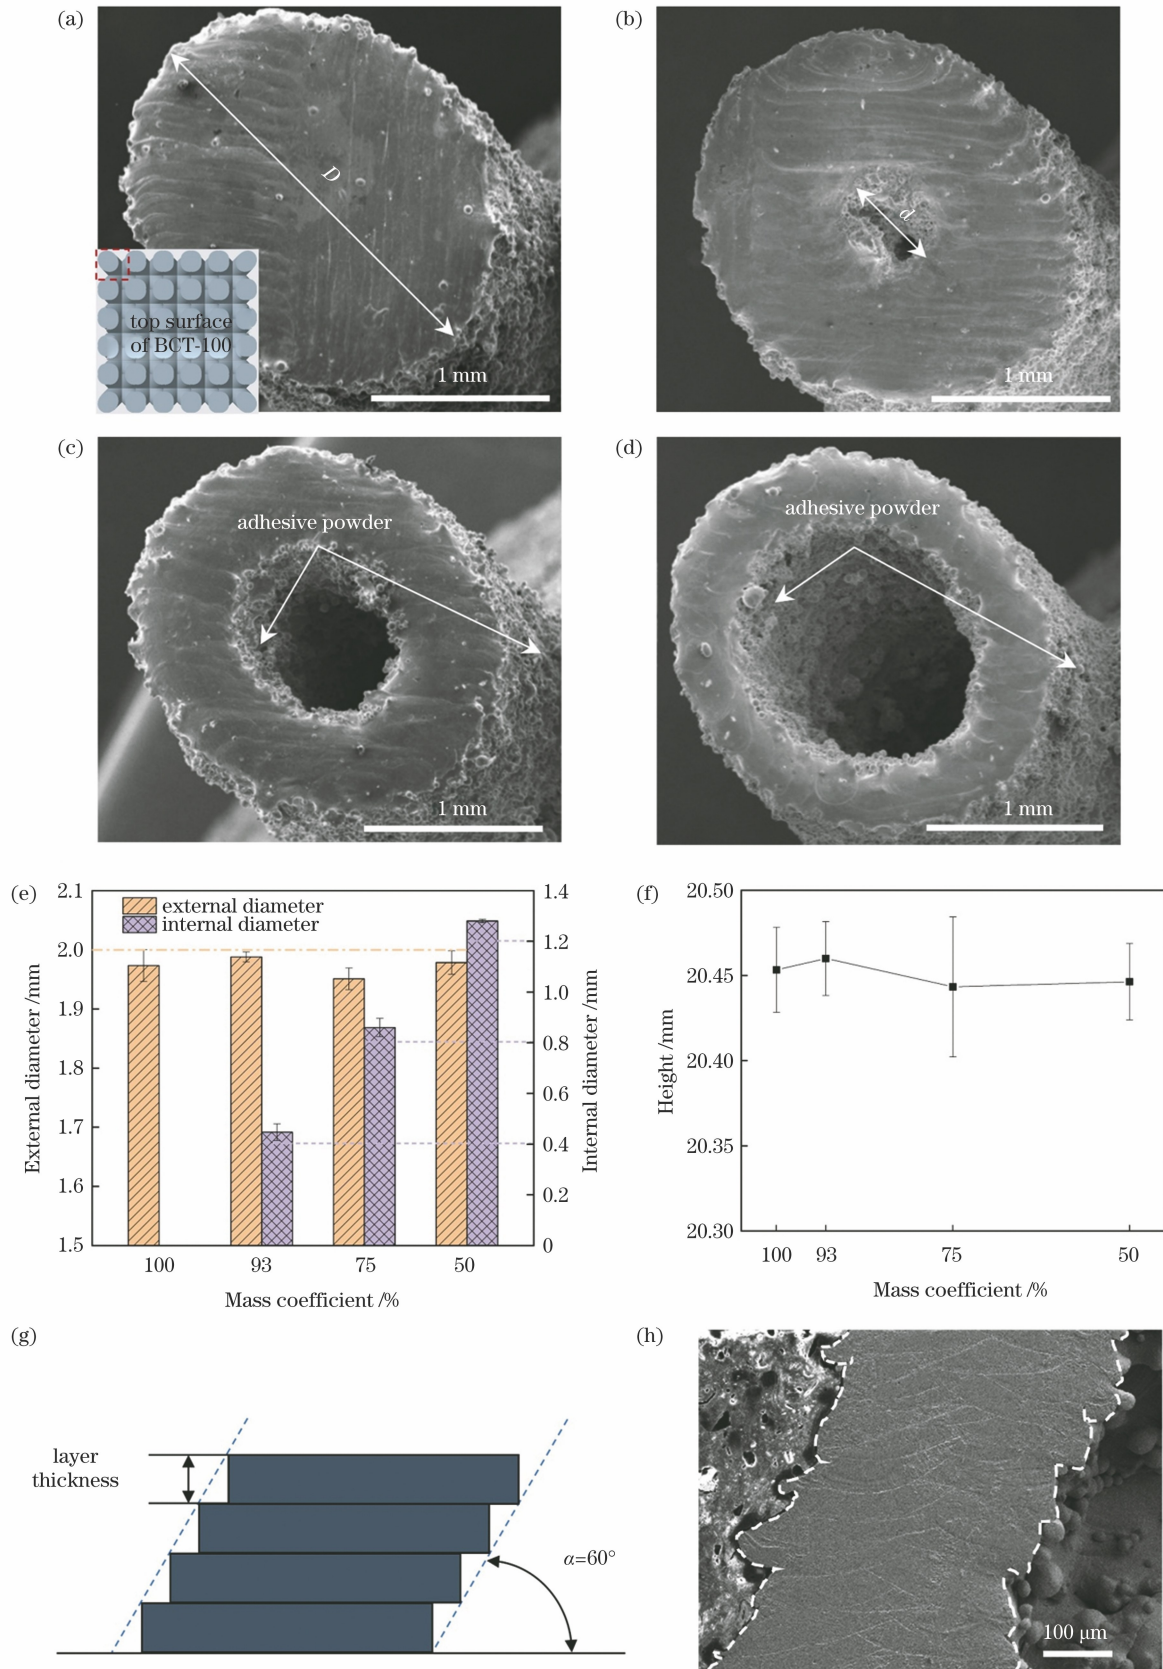 (a)
D
top surface
of BCT-100
1 mm
(b)
d
1 mm
(c)
adhesive powder
1 mm
(d)
adhesive powder
1 mm
(e)
external diameter
internal diameter
2.1
2.0
1.9
1.8
1.7
1.6
1.5
External diameter /mm
1.4
1.2
1.0
0.8
0.6
0.4
0.2
0
Internal diameter /mm
100
93
75
50
Mass coefficient /%
(f)
20.50
20.45
20.40
20.35
20.30
Height /mm
100
93
75
50
Mass coefficient /%
(g)
layer
thickness
α=60°
(h)
100 μm